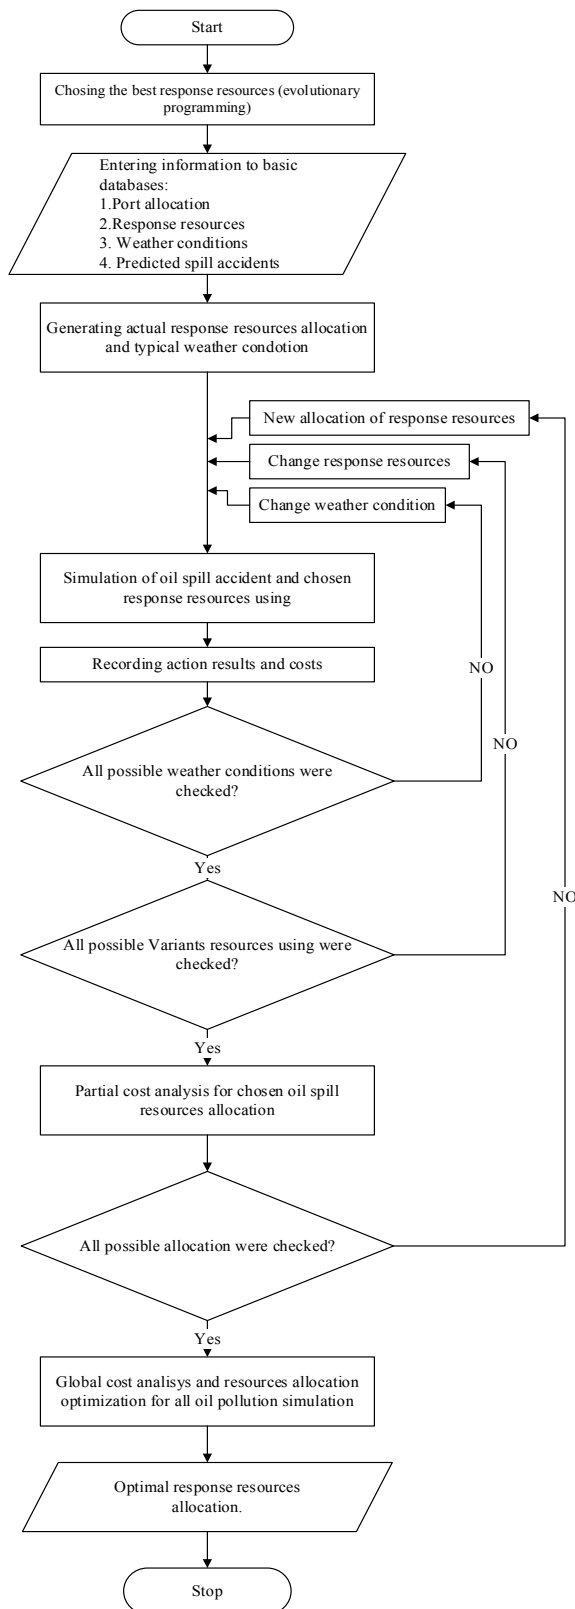 Start
Chosing the best response resources (evolutionary
programming)
Entering information to basic
databases:
1.Port allocation
2.Response resources
3. Weather conditions
4. Predicted spill accidents
Generating actual response resources allocation
and typical weather condotion
New allocation of response resources
Change response resources
Change weather condition
Simulation of oil spill accident and chosen
response resources using
Recording action results and costs
NO
NO
All possible weather conditions were
checked?
Yes
NO
All possible Variants resources using were
checked?
Yes
Partial cost analysis for chosen oil spill
resources allocation
All possible allocation were checked?
Yes
Global cost analisys and resources allocation
optimization for all oil pollution simulation
Optimal response resources
allocation.
Stop